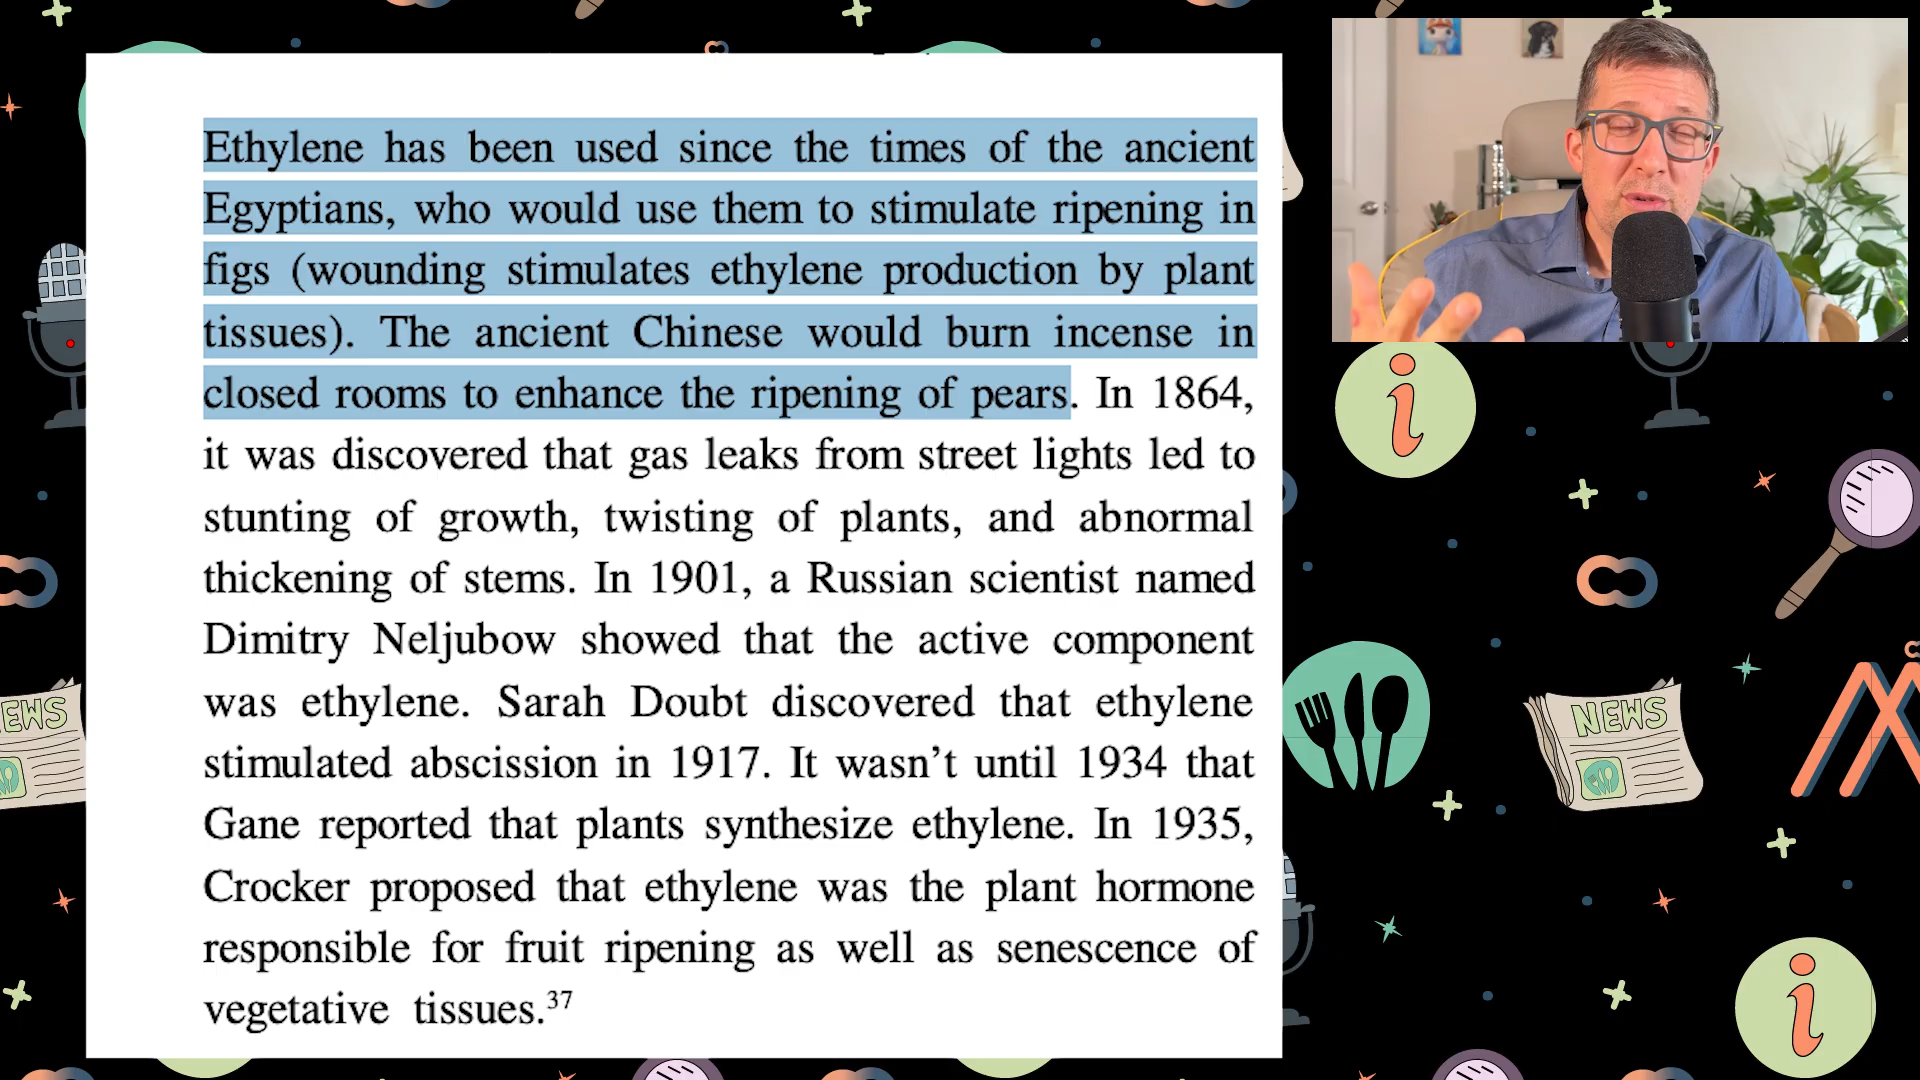 Ethylene has been used since the times of the ancient
Egyptians, who would use them to stimulate ripening in
figs (wounding stimulates ethylene production by plant
tissues). The ancient Chinese would burn incense in
closed rooms to enhance the ripening of pears. In 1864,
it was discovered that gas leaks from street lights led to
stunting of growth, twisting of plants, and abnormal
thickening of stems. In 1901, a Russian scientist named
Dimitry Neljubow showed that the active component
was ethylene. Sarah Doubt discovered that ethylene
stimulated abscission in 1917. It wasn’t until 1934 that
Gane reported that plants synthesize ethylene. In 1935,
Crocker proposed that ethylene was the plant hormone
responsible for fruit ripening as well as senescence of
vegetative tissues.37
EWS
NEWS
i
i